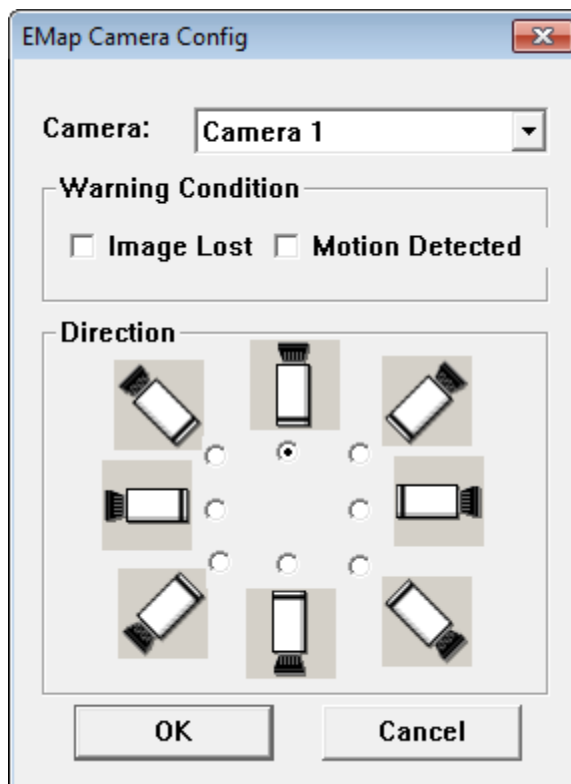 EMap Camera Config
Camera: Camera 1
Warning Condition
Image Lost Motion Detected
Direction
OK Cancel